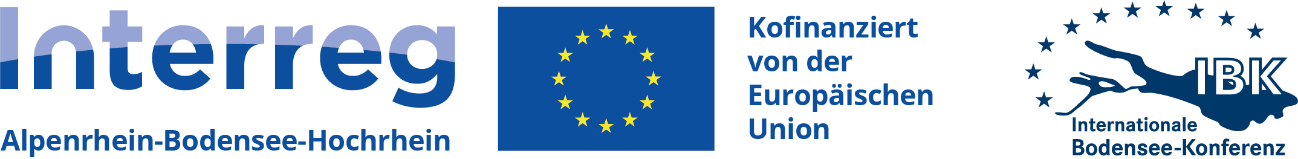 Interreg
Alpenrhein-Bodensee-Hochrhein
Kofinanziert
von der
Europäischen
Union
IBK
Internationale
Bodensee-Konferenz